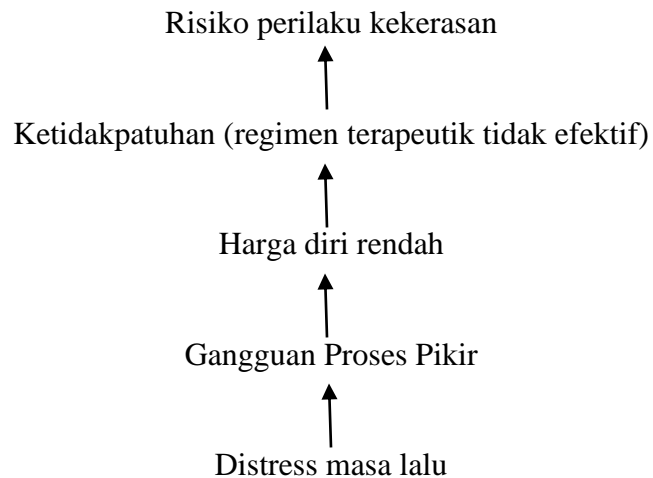 Risiko perilaku kekerasan
Ketidakpatuhan (regimen terapeutik tidak efektif)
Harga diri rendah
Gangguan Proses Pikir
Distress masa lalu